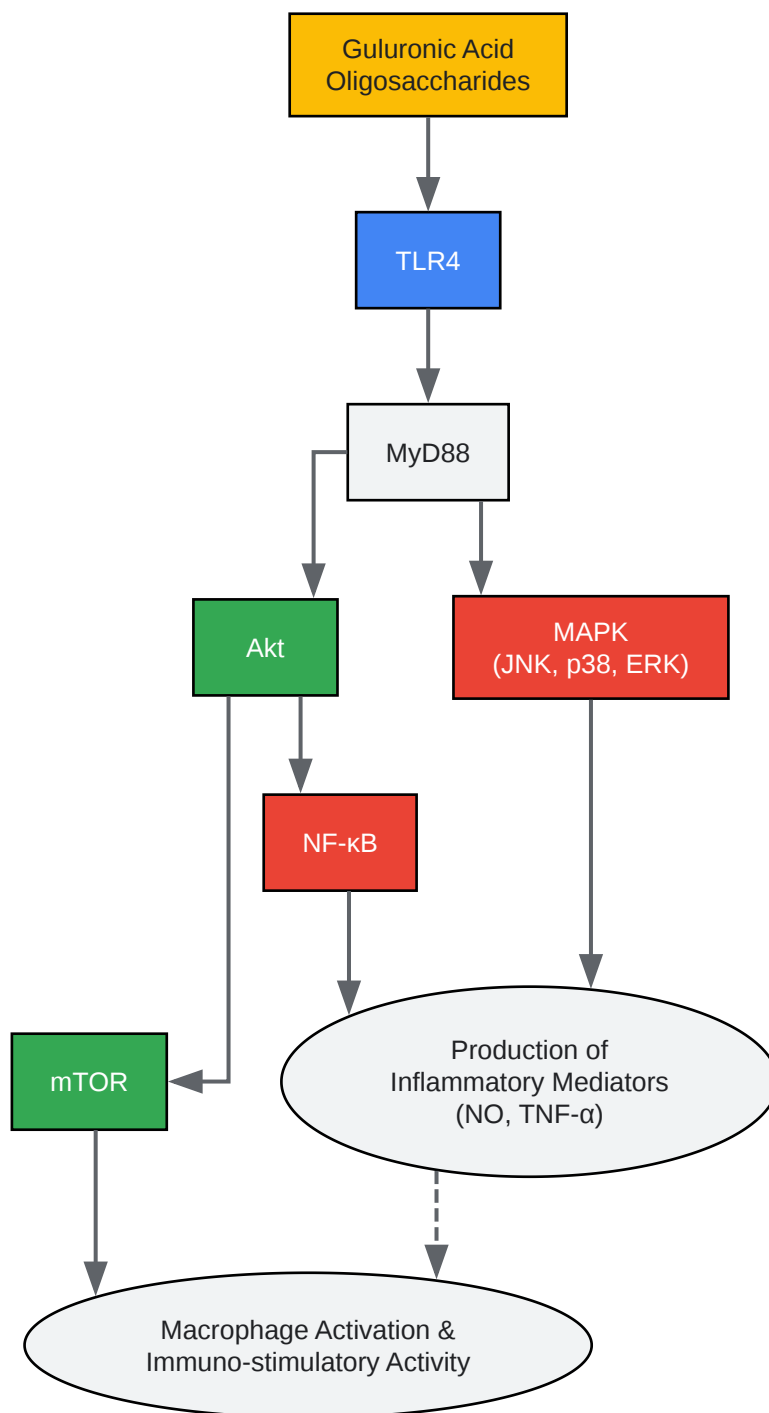 Guluronic Acid
Oligosaccharides
TLR4
MyD88
Akt
MAPK
(JNK, p38, ERK)
NF-κB
mTOR
Production of
Inflammatory Mediators
(NO, TNF-α)
Macrophage Activation &
Immuno-stimulatory Activity